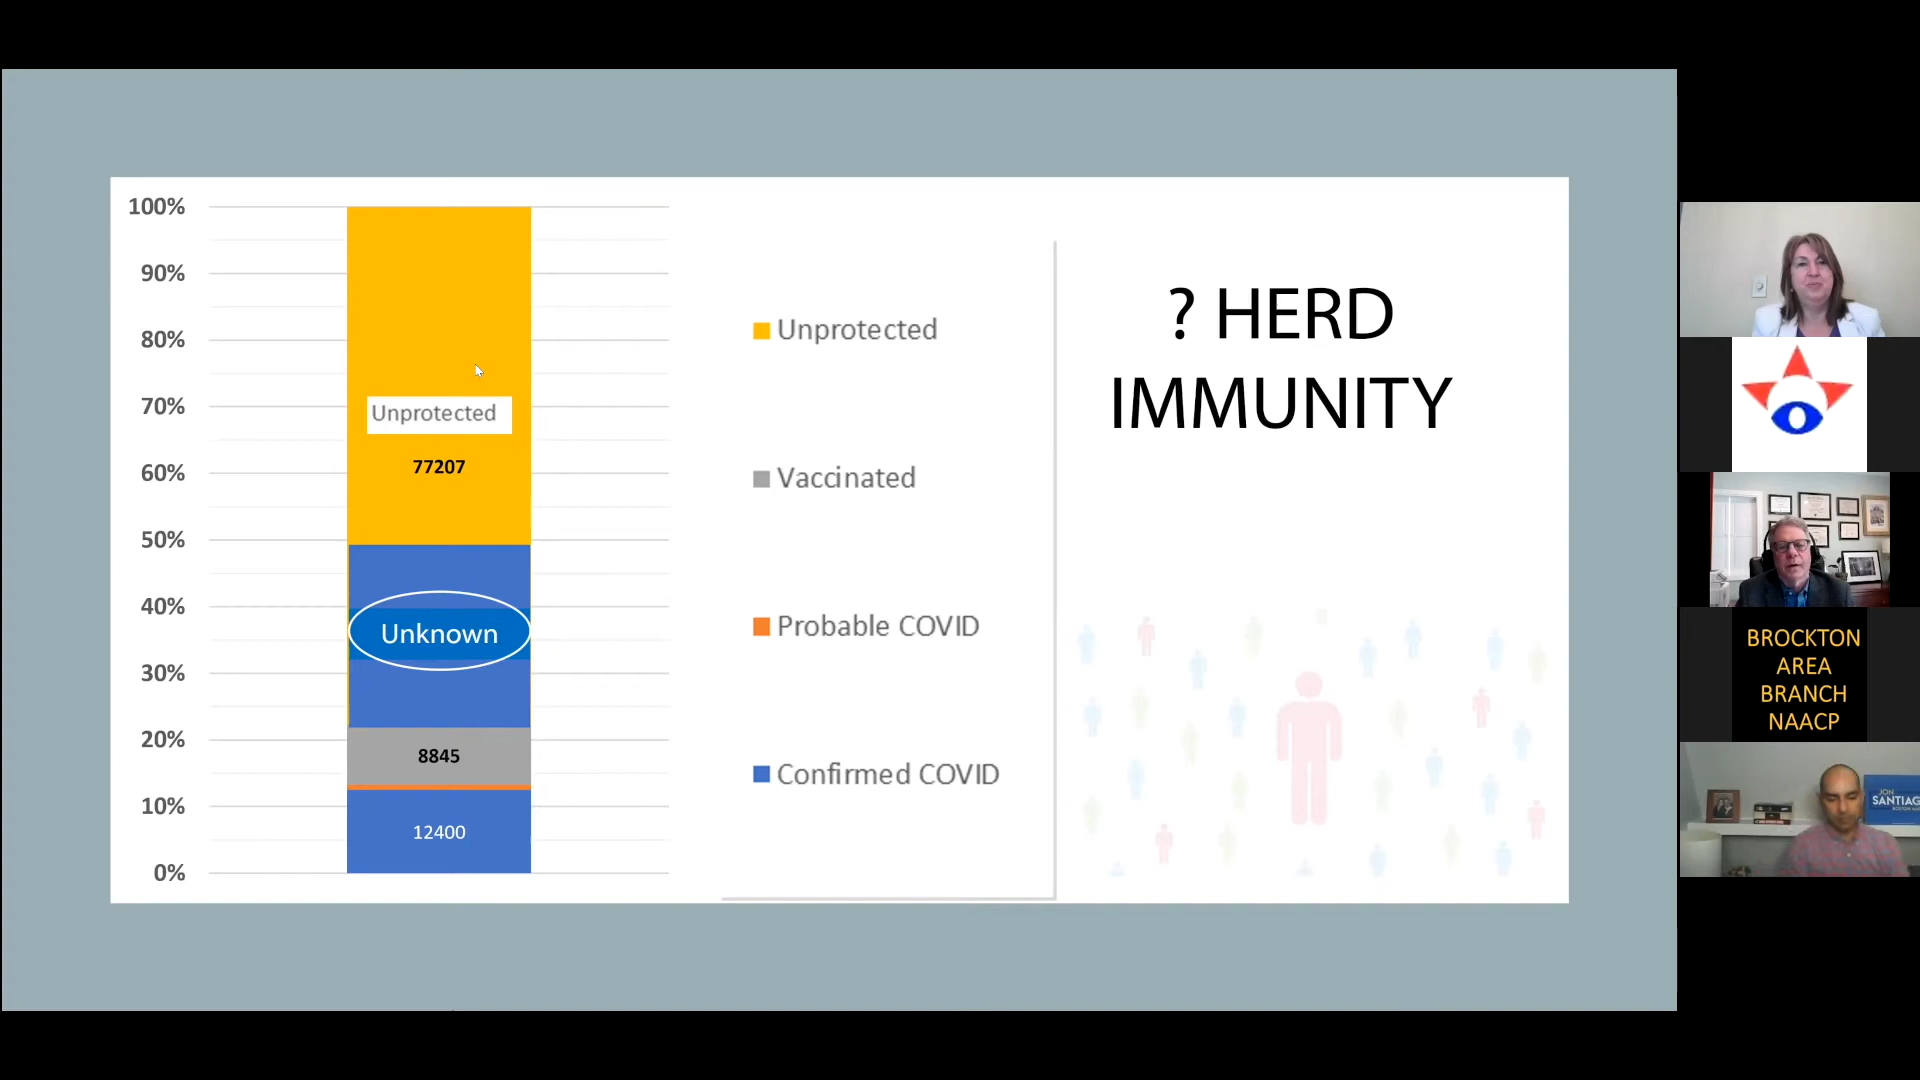 100%
90%
80%
70%
60%
50%
40%
30%
20%
10%
0%
Unprotected
77207
Unknown
8845
12400
Unprotected
Vaccinated
Probable COVID
Confirmed COVID
? HERD
IMMUNITY
BROCKTON
AREA
BRANCH
NAACP
JON
SANTIAG